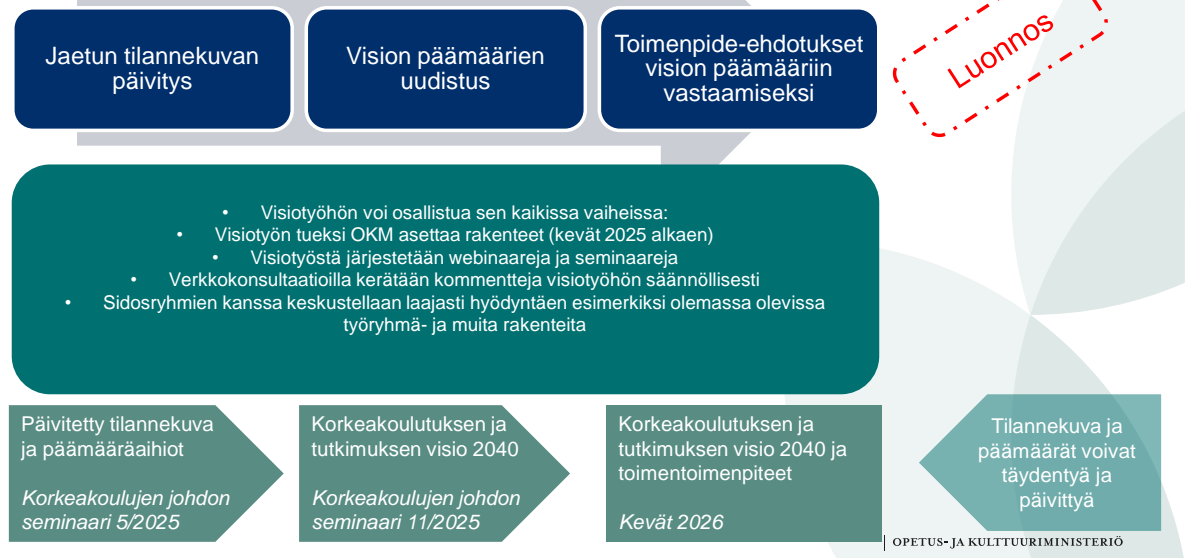 Jaetun tilannekuvan
päivitys
Vision päämäärien
uudistus
Toimenpide-ehdotukset
vision päämääriin
vastaamiseksi
Luonnos
• Visiotyöhön voi osallistua sen kaikissa vaiheissa:
• Visiotyön tueksi OKM asettaa rakenteet (kevät 2025 alkaen)
• Visiotyöstä järjestetään webinaareja ja seminaareja
• Verkkokonsultaatioilla kerätään kommentteja visiotyöhön säännöllisesti
• Sidosryhmien kanssa keskustellaan laajasti hyödyntäen esimerkiksi olemassa olevissa
työryhmä- ja muita rakenteita
Päivitetty tilannekuva
ja päämääräaihiot
Korkeakoulujen johdon
seminaari 5/2025
Korkeakoulutuksen ja
tutkimuksen visio 2040
Korkeakoulujen johdon
seminaari 11/2025
Korkeakoulutuksen ja
tutkimuksen visio 2040 ja
toimentoimenpiteet
Kevät 2026
Tilannekuva ja
päämäärät voivat
täydentyä ja
päivittyä
OPETUS- JA KULTTUURIMINISTERIÖ